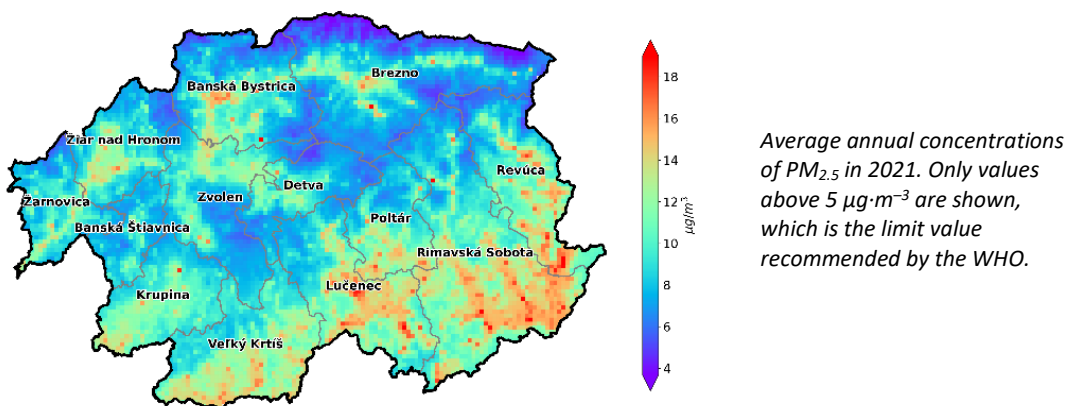 Brezno
Banská Bystrica
Žiar nad Hronom
Revúca
Detva
Zvolen
Žarnovica
Poltár
Banská Štiavnica
Rimavská Sobota
Lučenec
Krupina
Veľký Krtíš
18
16
14
12
10
8
6
4
µg/m³
Average annual concentrations
of PM₂.₅ in 2021. Only values
above 5 µg·m⁻³ are shown,
which is the limit value
recommended by the WHO.